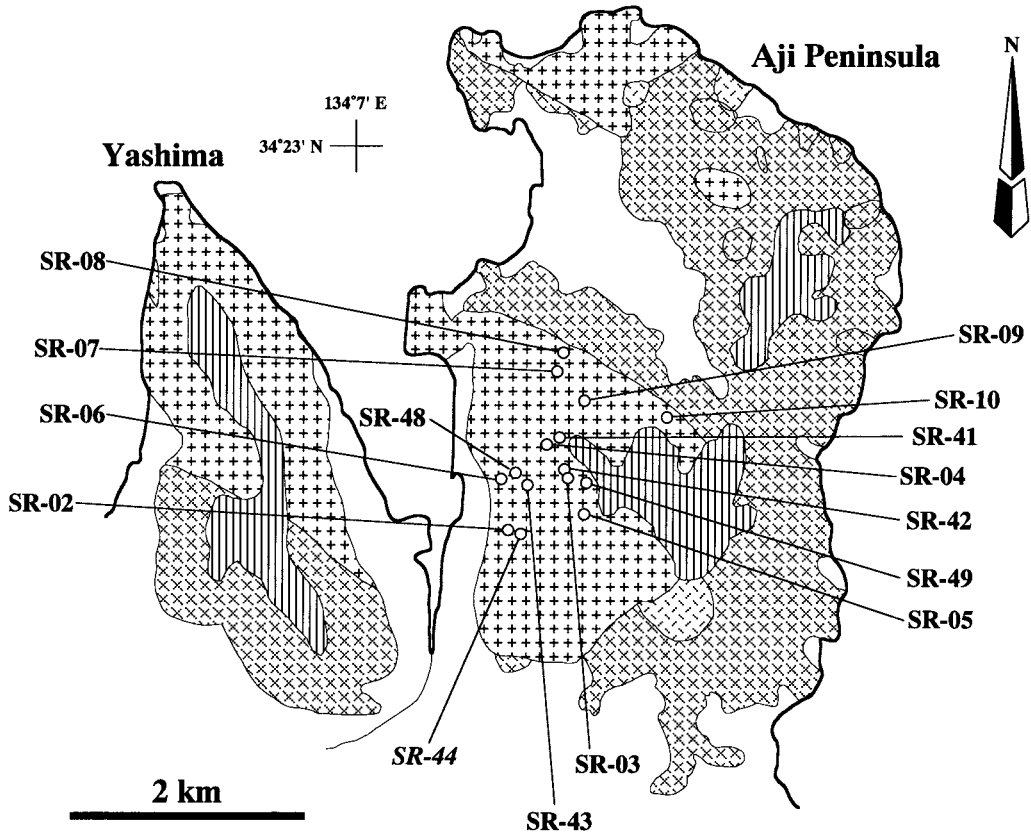 Aji Peninsula
N
134°7' E
34°23' N
Yashima
SR-08
SR-07
SR-06
SR-48
SR-02
SR-09
SR-10
SR-41
SR-04
SR-42
SR-49
SR-05
SR-44
SR-03
SR-43
2 km